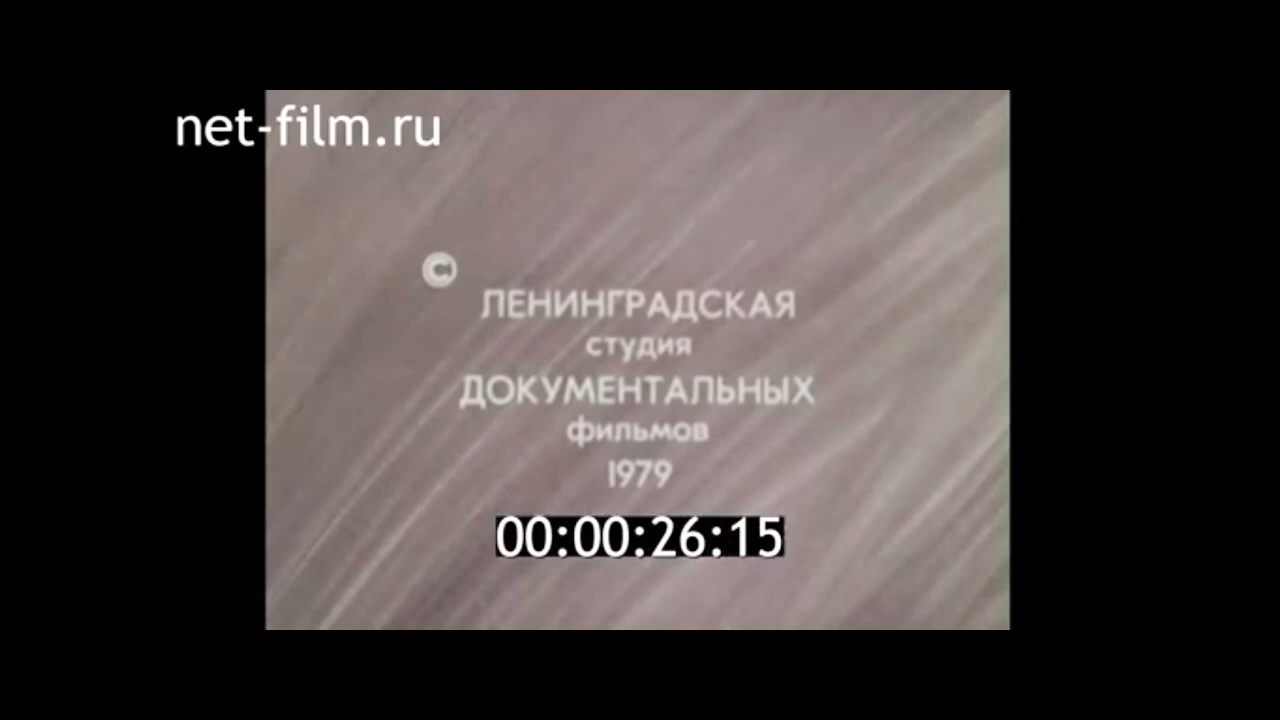 net-film.ru
©
ЛЕНИНГРАДСКАЯ
студия
ДОКУМЕНТАЛЬНЫХ
фильмов
1979
00:00:26:15